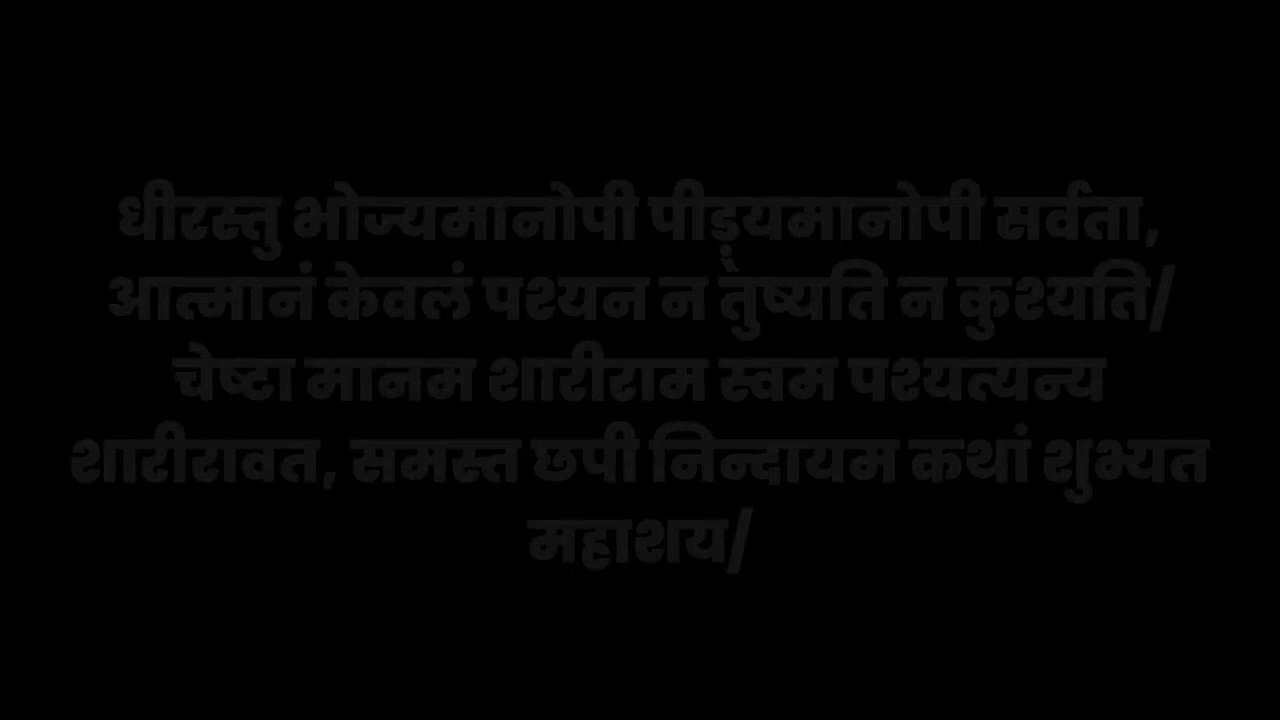 धीरस्तु भोज्यमानोपी पीड़्यमानोपी सर्वता,
आत्मानं केवलं पश्यन न तुष्यति न कुश्यति/
चेष्टा मानम शारीराम स्वम पश्यत्यन्य
शारीरावत, समस्त छपी निन्दायम कथां शुभ्यत
महाशय/